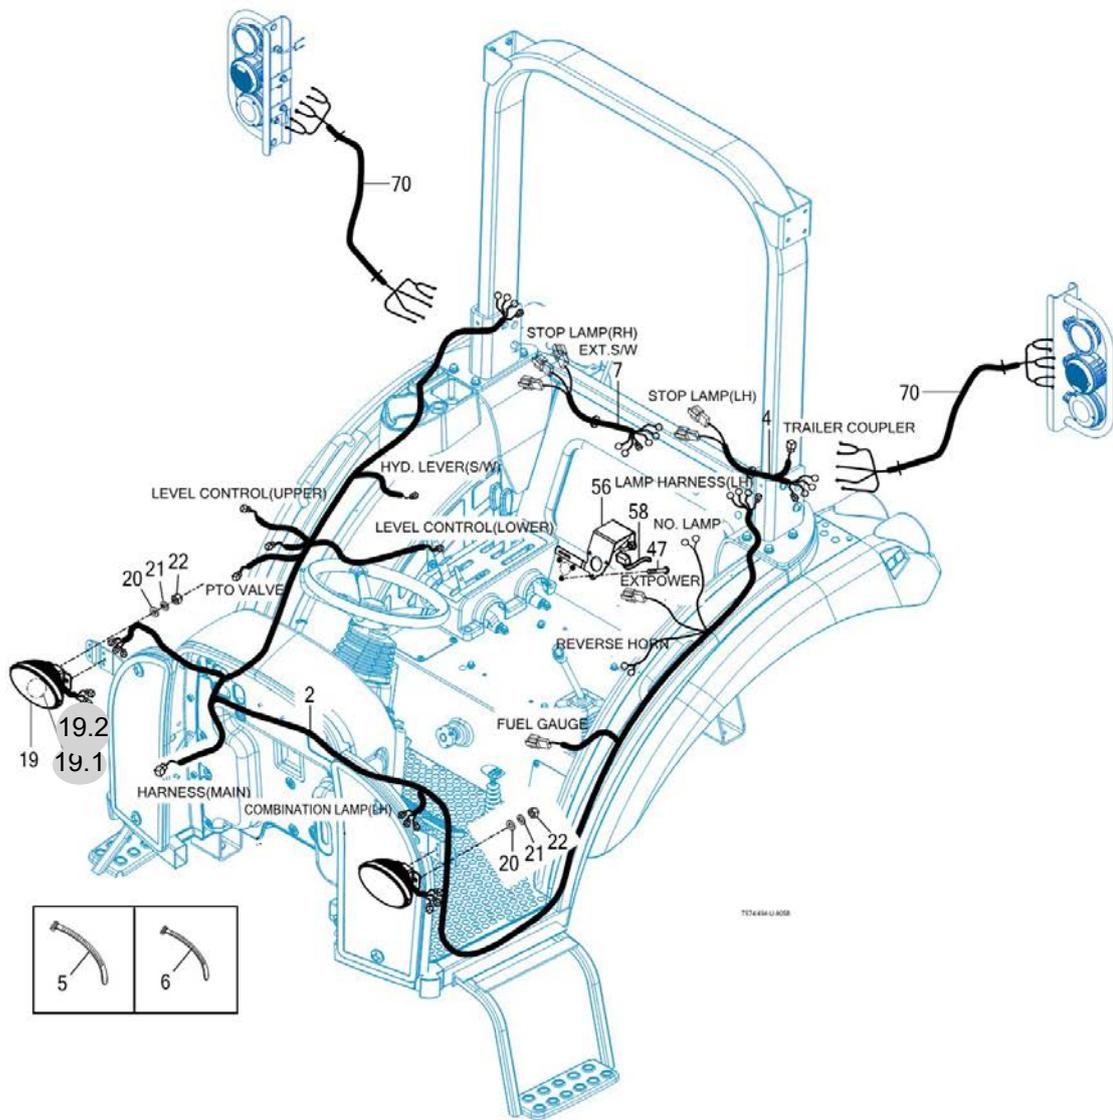 70
STOP LAMP(RH)
EXT.S/W
7
STOP LAMP(LH)
70
4
TRAILER COUPLER
HYD. LEVER(S/W)
LAMP HARNESS(LH)
LEVEL CONTROL(UPPER)
56
LEVEL CONTROL(LOWER)
58
NO. LAMP
47
20 21 22
PTO VALVE
EXTPOWER
REVERSE HORN
2
19.2
FUEL GAUGE
19
19.1
HARNESS(MAIN)
COMBINATION LAMP(LH)
20 21 22
5
6